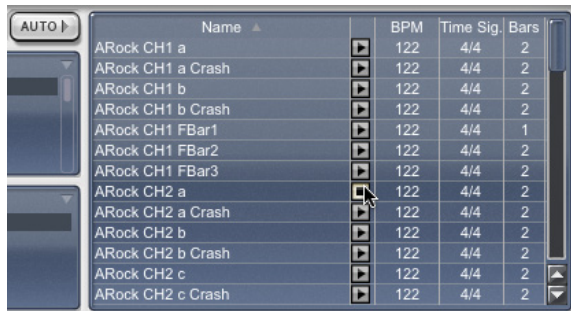 AUTO
Name BPM Time Sig. Bars
ARock CH1 a 122 4/4 2
ARock CH1 a Crash 122 4/4 2
ARock CH1 b 122 4/4 2
ARock CH1 b Crash 122 4/4 2
ARock CH1 FBar1 122 4/4 1
ARock CH1 FBar2 122 4/4 2
ARock CH1 FBar3 122 4/4 2
ARock CH2 a 122 4/4 2
ARock CH2 a Crash 122 4/4 2
ARock CH2 b 122 4/4 2
ARock CH2 b Crash 122 4/4 2
ARock CH2 c 122 4/4 2
ARock CH2 c Crash 122 4/4 2